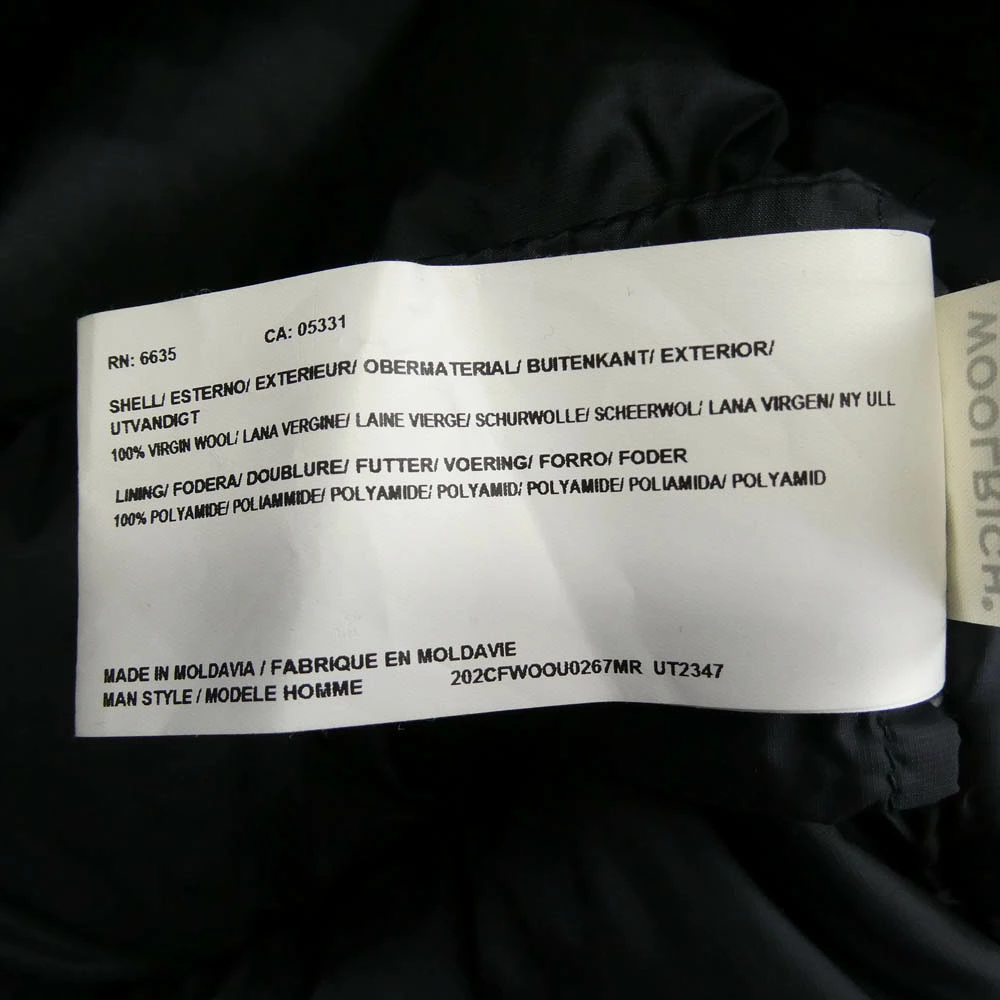 RN: 6635 CA: 05331
SHELL/ ESTERNO/ EXTERIEUR/ OBERMATERIAL/ BUITENKANT/ EXTERIOR/
UTVANDIGT
100% VIRGIN WOOL/ LANA VERGINE/ LAINE VIERGE/ SCHURWOLLE/ SCHEERWOL/ LANA VIRGEN/ NY ULL
LINING/ FODERA/ DOUBLURE/ FUTTER/ VOERING/ FORRO/ FODER
100% POLYAMIDE/ POLIAMMIDE/ POLYAMIDE/ POLYAMID/ POLYAMIDE/ POLIAMIDA/ POLYAMID
MADE IN MOLDAVIA / FABRIQUE EN MOLDAVIE
MAN STYLE / MODELE HOMME 202CFWOOU0267MR UT2347
WOOLRICH.